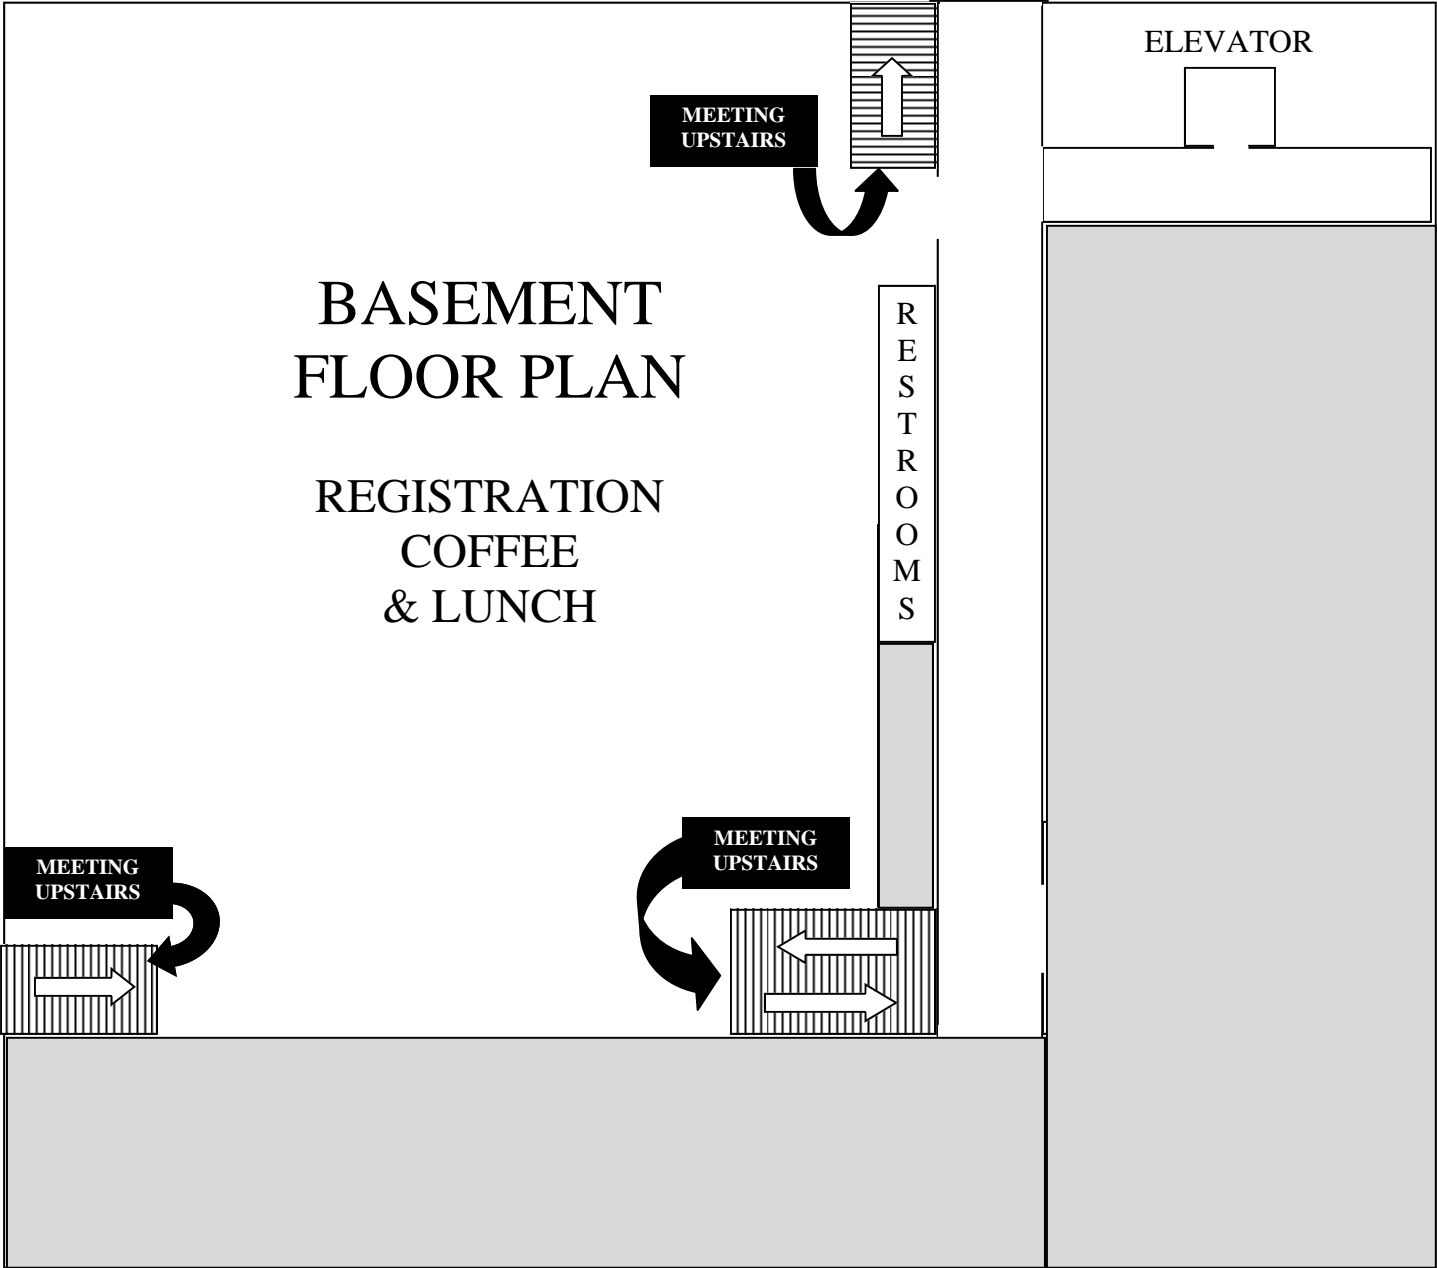 ELEVATOR
MEETING
UPSTAIRS
BASEMENT
FLOOR PLAN
R
E
S
T
R
O
O
M
S
REGISTRATION
COFFEE
& LUNCH
MEETING
UPSTAIRS
MEETING
UPSTAIRS